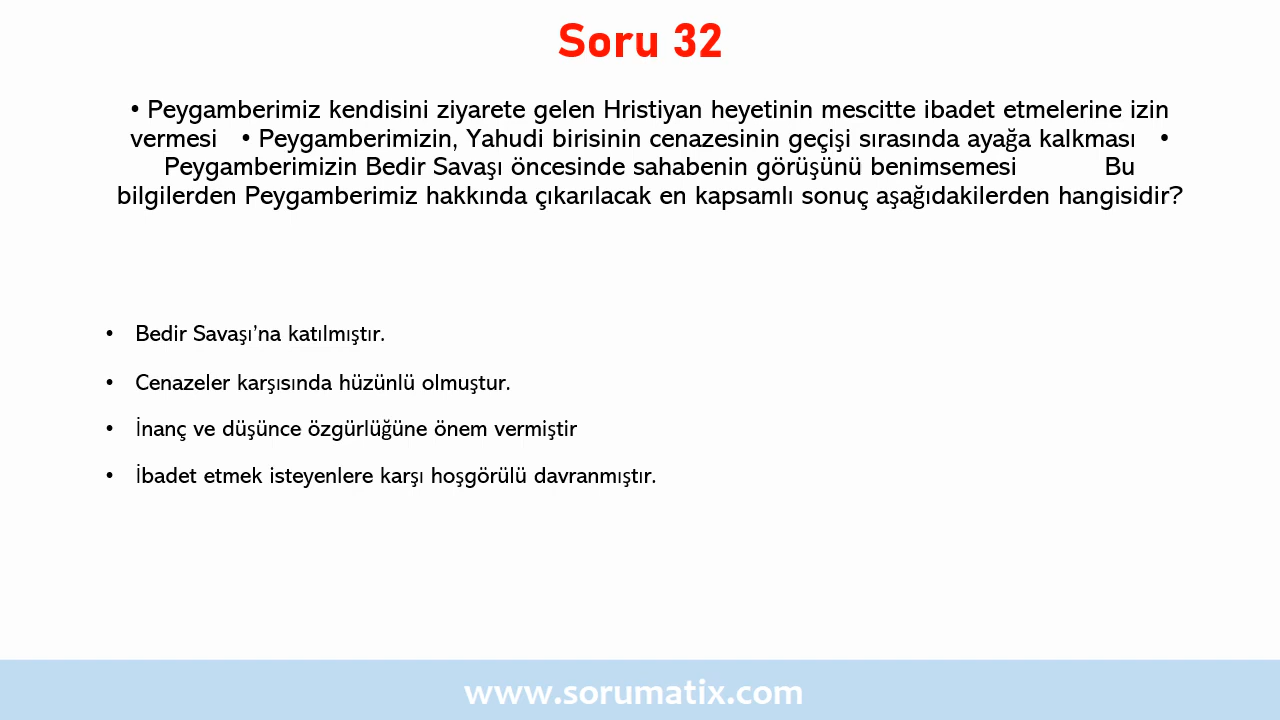 Soru 32
• Peygamberimiz kendisini ziyarete gelen Hristiyan heyetinin mescitte ibadet etmelerine izin
vermesi • Peygamberimizin, Yahudi birisinin cenazesinin geçişi sırasında ayağa kalkması •
Peygamberimizin Bedir Savaşı öncesinde sahabenin görüşünü benimsemesi Bu
bilgilerden Peygamberimiz hakkında çıkarılacak en kapsamlı sonuç aşağıdakilerden hangisidir?
• Bedir Savaşı’na katılmıştır.
• Cenazeler karşısında hüzünlü olmuştur.
• İnanç ve düşünce özgürlüğüne önem vermiştir
• İbadet etmek isteyenlere karşı hoşgörülü davranmıştır.
www.sorumatix.com